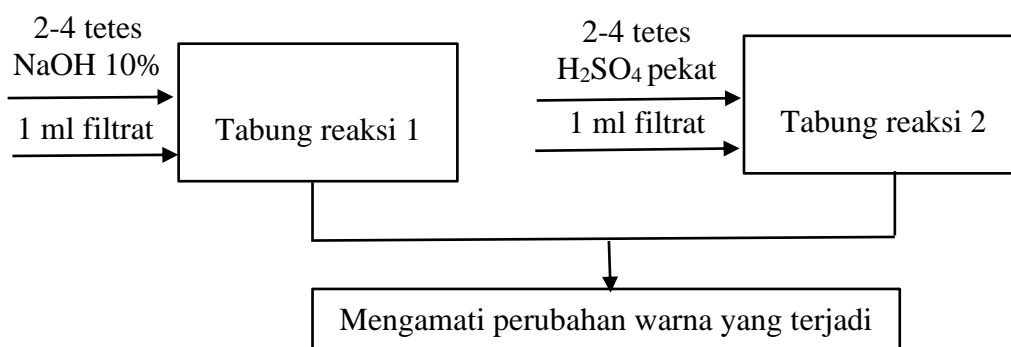 2-4 tetes
NaOH 10%
1 ml filtrat
Tabung reaksi 1
2-4 tetes
H₂SO₄ pekat
1 ml filtrat
Tabung reaksi 2
Mengamati perubahan warna yang terjadi